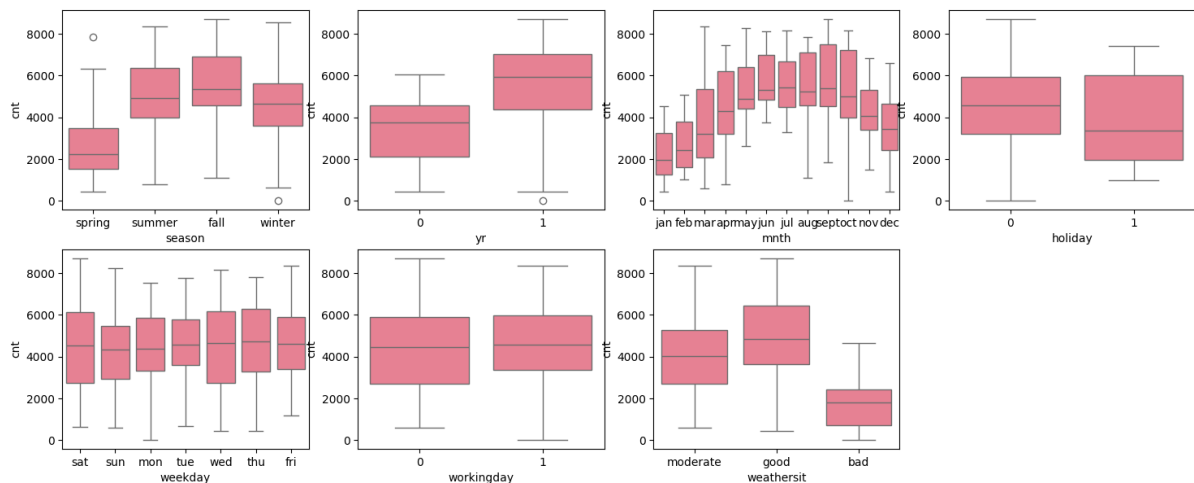 cnt
8000
6000
4000
2000
0
spring summer fall winter
season
cnt
8000
6000
4000
2000
0
0 1
yr
cnt
8000
6000
4000
2000
0
jan feb mar apr may jun jul aug sept oct nov dec
mnth
cnt
8000
6000
4000
2000
0
0 1
holiday
cnt
8000
6000
4000
2000
0
sat sun mon tue wed thu fri
weekday
cnt
8000
6000
4000
2000
0
0 1
workingday
cnt
8000
6000
4000
2000
0
moderate good bad
weathersit